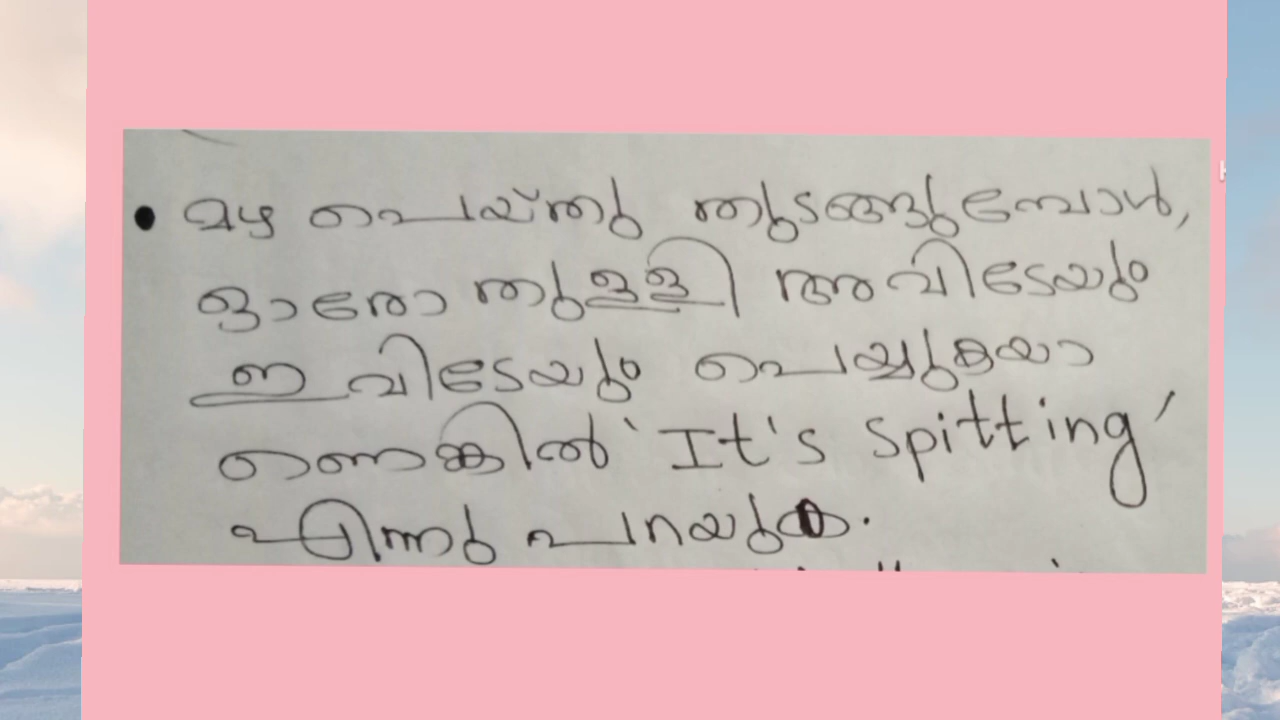 • മഴ പെയ്തു തുടങ്ങുമ്പോൾ,
ഓരോ തുള്ളി അവിടേയും
ഇവിടേയും പെയ്യുകയാ
ണെങ്കിൽ 'It's spitting'
എന്നു പറയുക.